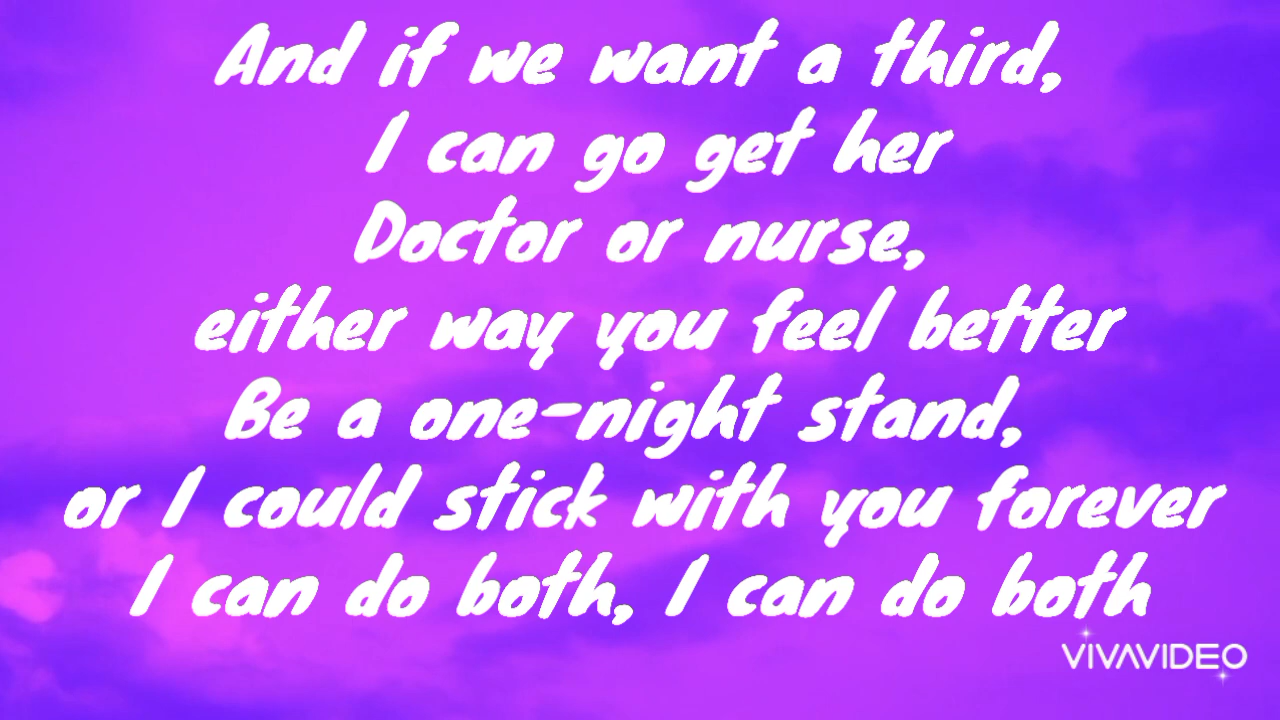 And if we want a third,
I can go get her
Doctor or nurse,
either way you feel better
Be a one-night stand,
or I could stick with you forever
I can do both, I can do both
VIVAVIDEO